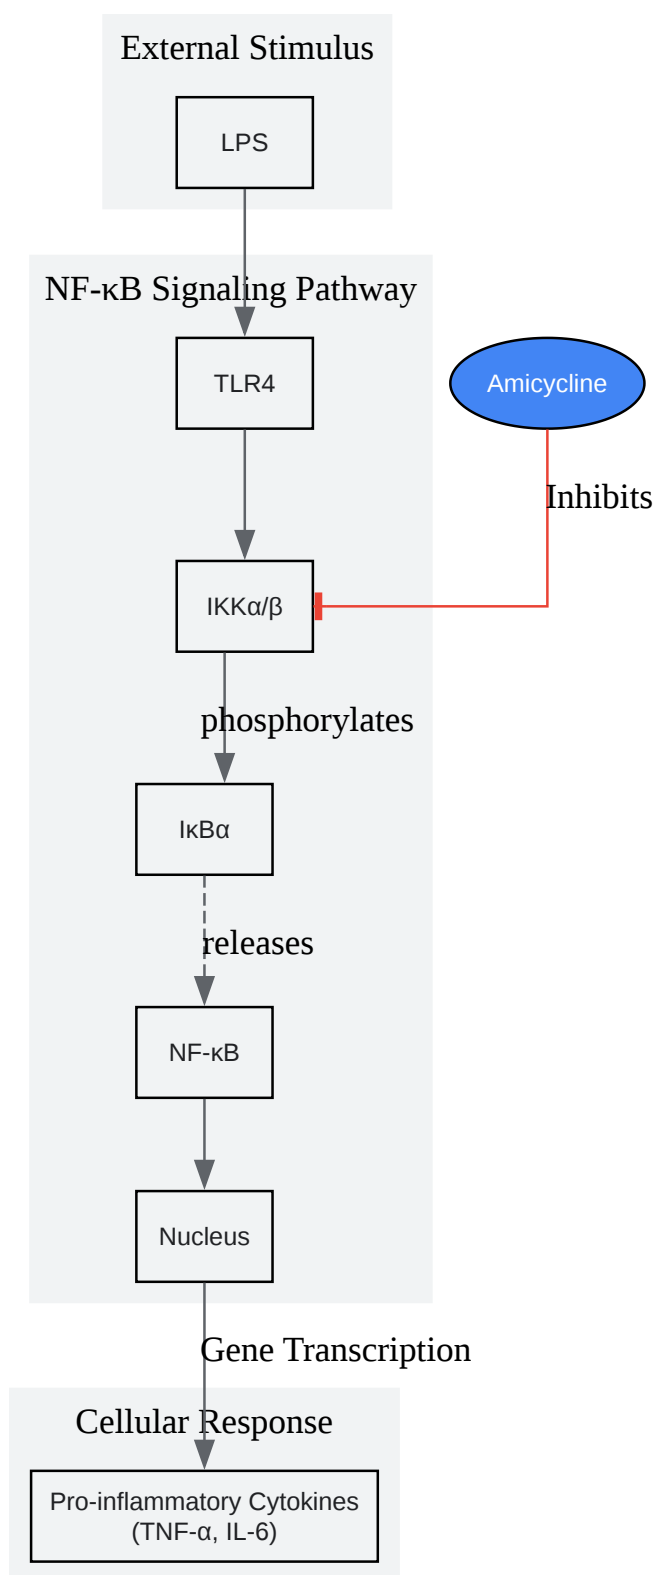 External Stimulus
LPS
NF-κB Signaling Pathway
TLR4
Amicycline
Inhibits
IKKα/β
phosphorylates
IκBα
releases
NF-κB
Nucleus
Gene Transcription
Cellular Response
Pro-inflammatory Cytokines
(TNF-α, IL-6)